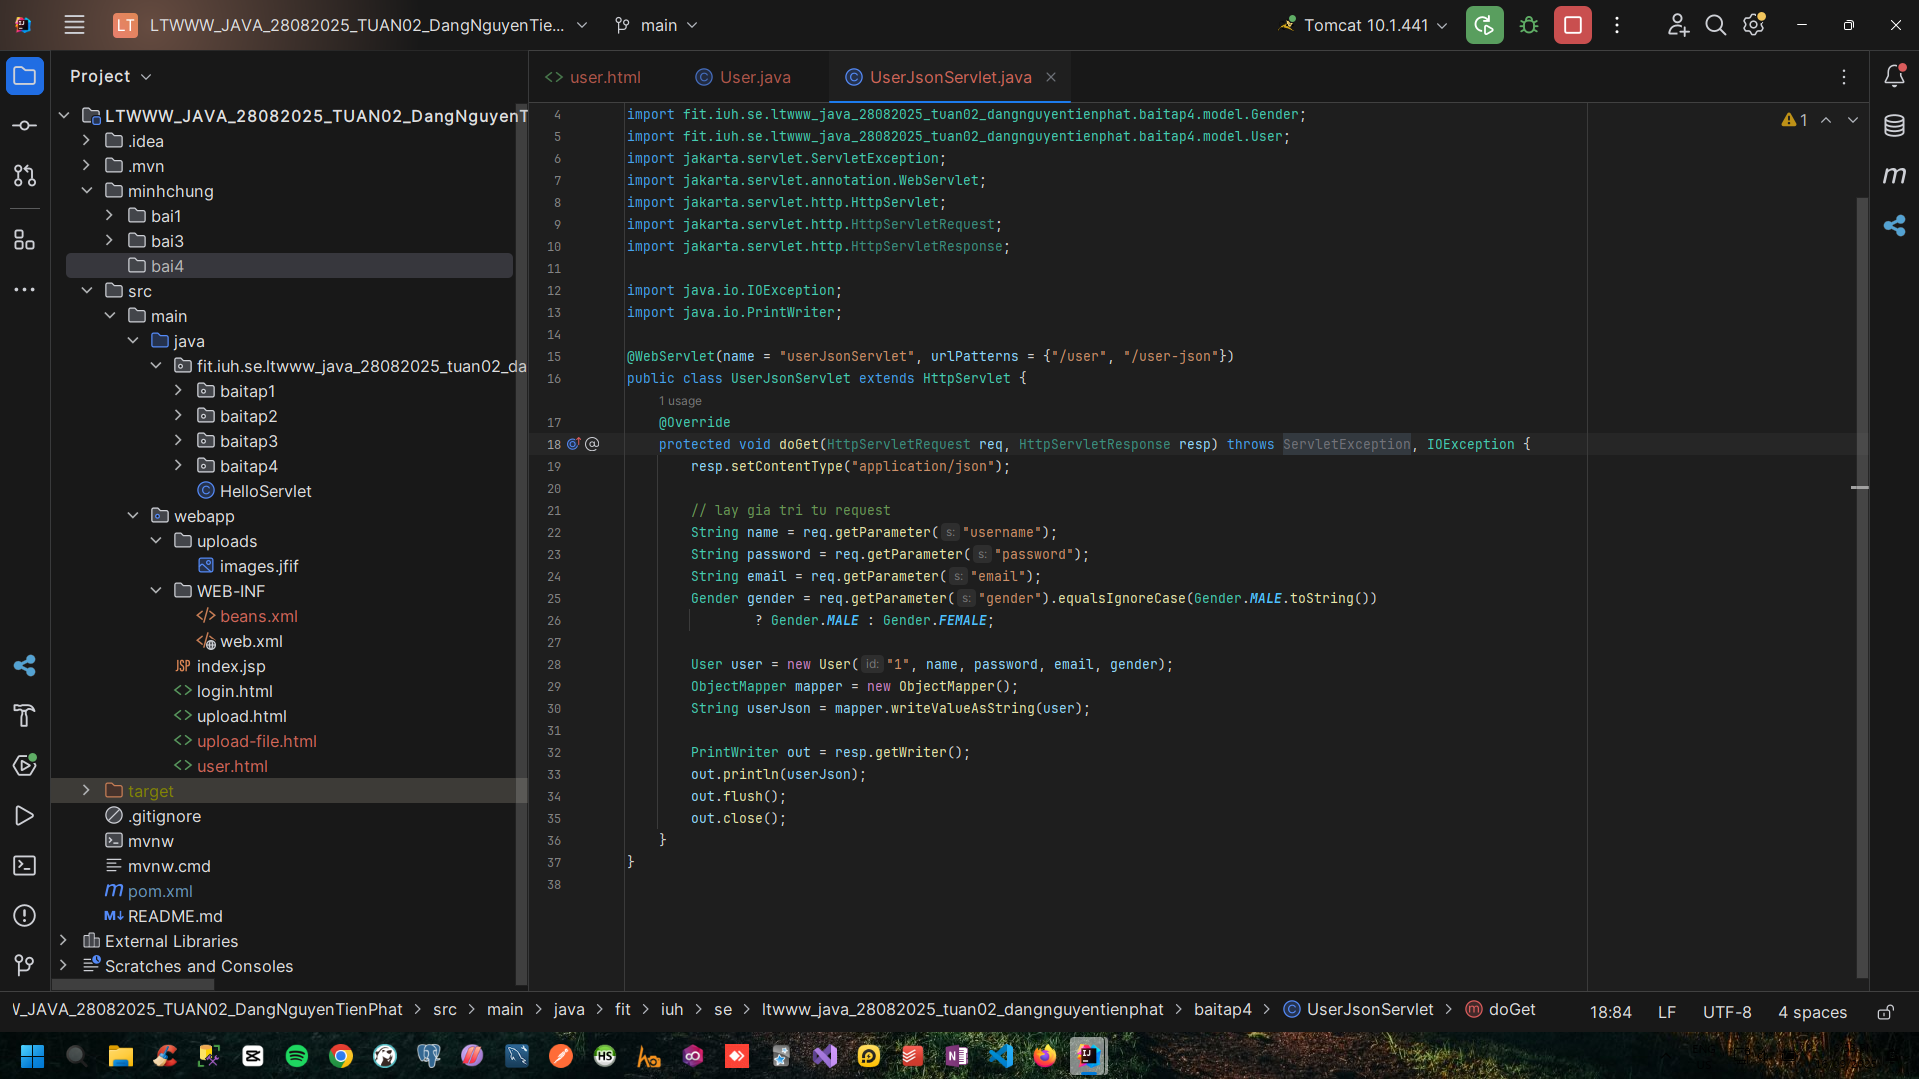 LT LTWWW_JAVA_28082025_TUAN02_DangNguyenTie... main Tomcat 10.1.441
Project
LTWWW_JAVA_28082025_TUAN02_DangNguyenT
.idea
.mvn
minhchung
bai1
bai3
bai4
src
main
java
fit.iuh.se.ltwww_java_28082025_tuan02_da
baitap1
baitap2
baitap3
baitap4
HelloServlet
webapp
uploads
images.jfif
WEB-INF
beans.xml
web.xml
JSP index.jsp
login.html
upload.html
upload-file.html
user.html
target
.gitignore
mvnw
mvnw.cmd
m pom.xml
M↓ README.md
External Libraries
Scratches and Consoles
user.html User.java UserJsonServlet.java
1
4 import fit.iuh.se.ltwww_java_28082025_tuan02_dangnguyentienphat.baitap4.model.Gender;
5 import fit.iuh.se.ltwww_java_28082025_tuan02_dangnguyentienphat.baitap4.model.User;
6 import jakarta.servlet.ServletException;
7 import jakarta.servlet.annotation.WebServlet;
8 import jakarta.servlet.http.HttpServlet;
9 import jakarta.servlet.http.HttpServletRequest;
10 import jakarta.servlet.http.HttpServletResponse;
11
12 import java.io.IOException;
13 import java.io.PrintWriter;
14
15 @WebServlet(name = "userJsonServlet", urlPatterns = {"/user", "/user-json"})
16 public class UserJsonServlet extends HttpServlet {
1 usage
17 @Override
18 protected void doGet(HttpServletRequest req, HttpServletResponse resp) throws ServletException, IOException {
19 resp.setContentType("application/json");
20
21 // lay gia tri tu request
22 String name = req.getParameter( s: "username");
23 String password = req.getParameter( s: "password");
24 String email = req.getParameter( s: "email");
25 Gender gender = req.getParameter( s: "gender").equalsIgnoreCase(Gender.MALE.toString())
26 ? Gender.MALE : Gender.FEMALE;
27
28 User user = new User( id: "1", name, password, email, gender);
29 ObjectMapper mapper = new ObjectMapper();
30 String userJson = mapper.writeValueAsString(user);
31
32 PrintWriter out = resp.getWriter();
33 out.println(userJson);
34 out.flush();
35 out.close();
36 }
37 }
38
W_JAVA_28082025_TUAN02_DangNguyenTienPhat > src > main > java > fit > iuh > se > ltwww_java_28082025_tuan02_dangnguyentienphat > baitap4 > UserJsonServlet > doGet 18:84 LF UTF-8 4 spaces